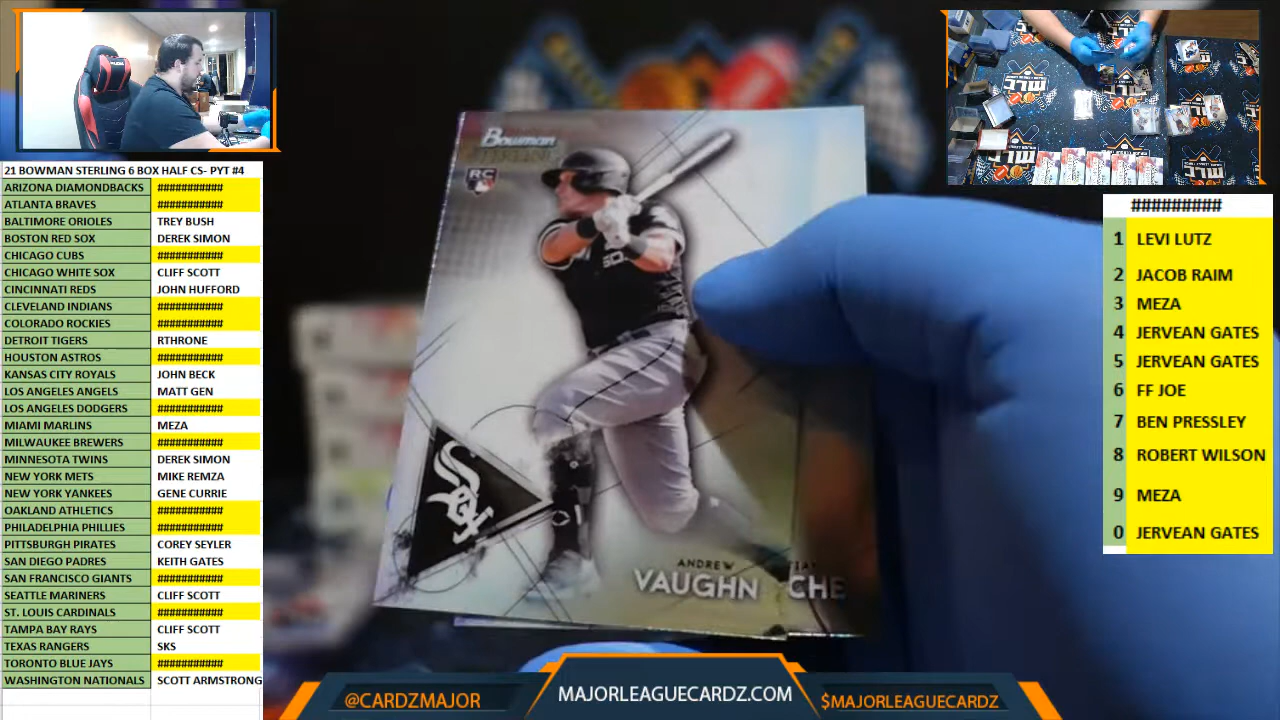 21 BOWMAN STERLING 6 BOX HALF CS- PYT #4
ARIZONA DIAMONDBACKS ###########
ATLANTA BRAVES ###########
BALTIMORE ORIOLES TREY BUSH
BOSTON RED SOX DEREK SIMON
CHICAGO CUBS ###########
CHICAGO WHITE SOX CLIFF SCOTT
CINCINNATI REDS JOHN HUFFORD
CLEVELAND INDIANS ###########
COLORADO ROCKIES ###########
DETROIT TIGERS RTHRONE
HOUSTON ASTROS ###########
KANSAS CITY ROYALS JOHN BECK
LOS ANGELES ANGELS MATT GEN
LOS ANGELES DODGERS ###########
MIAMI MARLINS MEZA
MILWAUKEE BREWERS ###########
MINNESOTA TWINS DEREK SIMON
NEW YORK METS MIKE REMZA
NEW YORK YANKEES GENE CURRIE
OAKLAND ATHLETICS ###########
PHILADELPHIA PHILLIES ###########
PITTSBURGH PIRATES COREY SEYLER
SAN DIEGO PADRES KEITH GATES
SAN FRANCISCO GIANTS ###########
SEATTLE MARINERS CLIFF SCOTT
ST. LOUIS CARDINALS ###########
TAMPA BAY RAYS CLIFF SCOTT
TEXAS RANGERS SKS
TORONTO BLUE JAYS ###########
WASHINGTON NATIONALS SCOTT ARMSTRONG
Bowman
STERLING
RC
SOX
ANDREW
VAUGHN
CHE
#########
1 LEVI LUTZ
2 JACOB RAIM
3 MEZA
4 JERVEAN GATES
5 JERVEAN GATES
6 FF JOE
7 BEN PRESSLEY
8 ROBERT WILSON
9 MEZA
0 JERVEAN GATES
@CARDZMAJOR
MAJORLEAGUECARDZ.COM
$MAJORLEAGUECARDZ